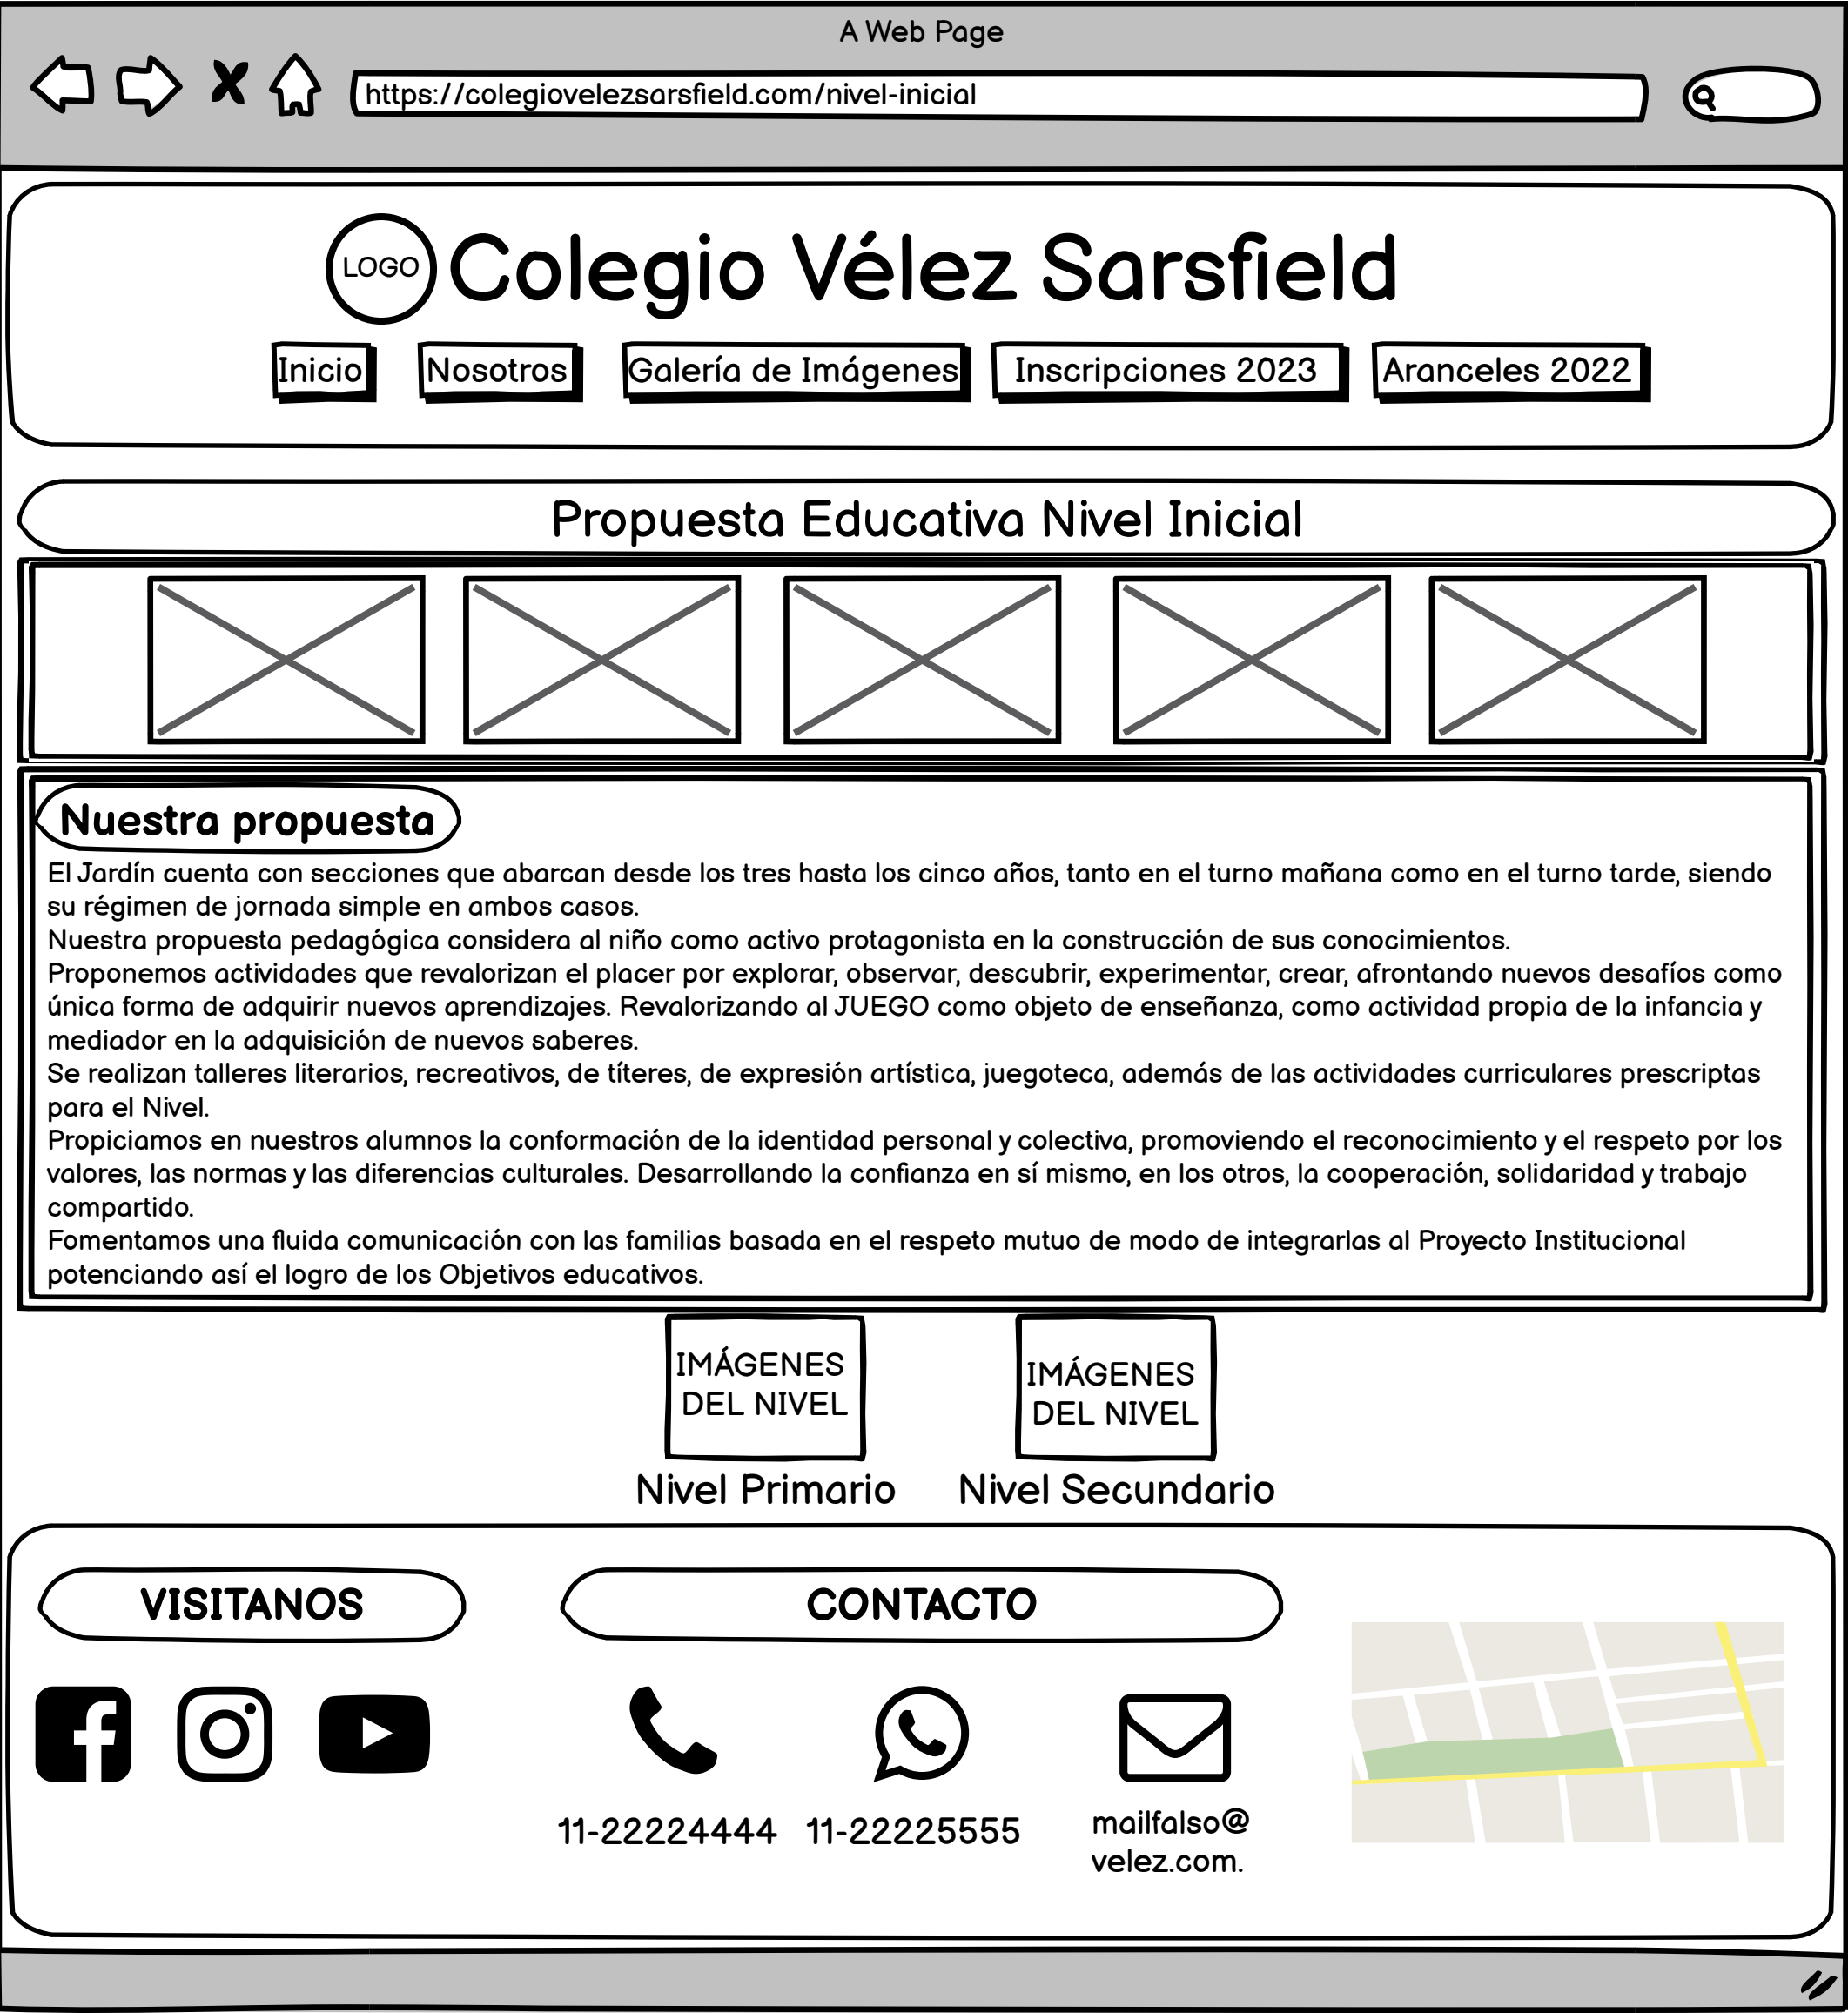 A Web Page
https://colegiovelezsarsfield.com/nivel-inicial
LOGO
Colegio Vélez Sarsfield
Inicio
Nosotros
Galería de Imágenes
Inscripciones 2023
Aranceles 2022
Propuesta Educativa Nivel Inicial
Nuestra propuesta
El Jardín cuenta con secciones que abarcan desde los tres hasta los cinco años, tanto en el turno mañana como en el turno tarde, siendo
su régimen de jornada simple en ambos casos.
Nuestra propuesta pedagógica considera al niño como activo protagonista en la construcción de sus conocimientos.
Proponemos actividades que revalorizan el placer por explorar, observar, descubrir, experimentar, crear, afrontando nuevos desafíos como
única forma de adquirir nuevos aprendizajes. Revalorizando al JUEGO como objeto de enseñanza, como actividad propia de la infancia y
mediador en la adquisición de nuevos saberes.
Se realizan talleres literarios, recreativos, de títeres, de expresión artística, juegoteca, además de las actividades curriculares prescriptas
para el Nivel.
Propiciamos en nuestros alumnos la conformación de la identidad personal y colectiva, promoviendo el reconocimiento y el respeto por los
valores, las normas y las diferencias culturales. Desarrollando la confianza en sí mismo, en los otros, la cooperación, solidaridad y trabajo
compartido.
Fomentamos una fluida comunicación con las familias basada en el respeto mutuo de modo de integrarlas al Proyecto Institucional
potenciando así el logro de los Objetivos educativos.
IMÁGENES
DEL NIVEL
Nivel Primario
IMÁGENES
DEL NIVEL
Nivel Secundario
VISITANOS
CONTACTO
11-22224444
11-22225555
mailfalso@
velez.com.